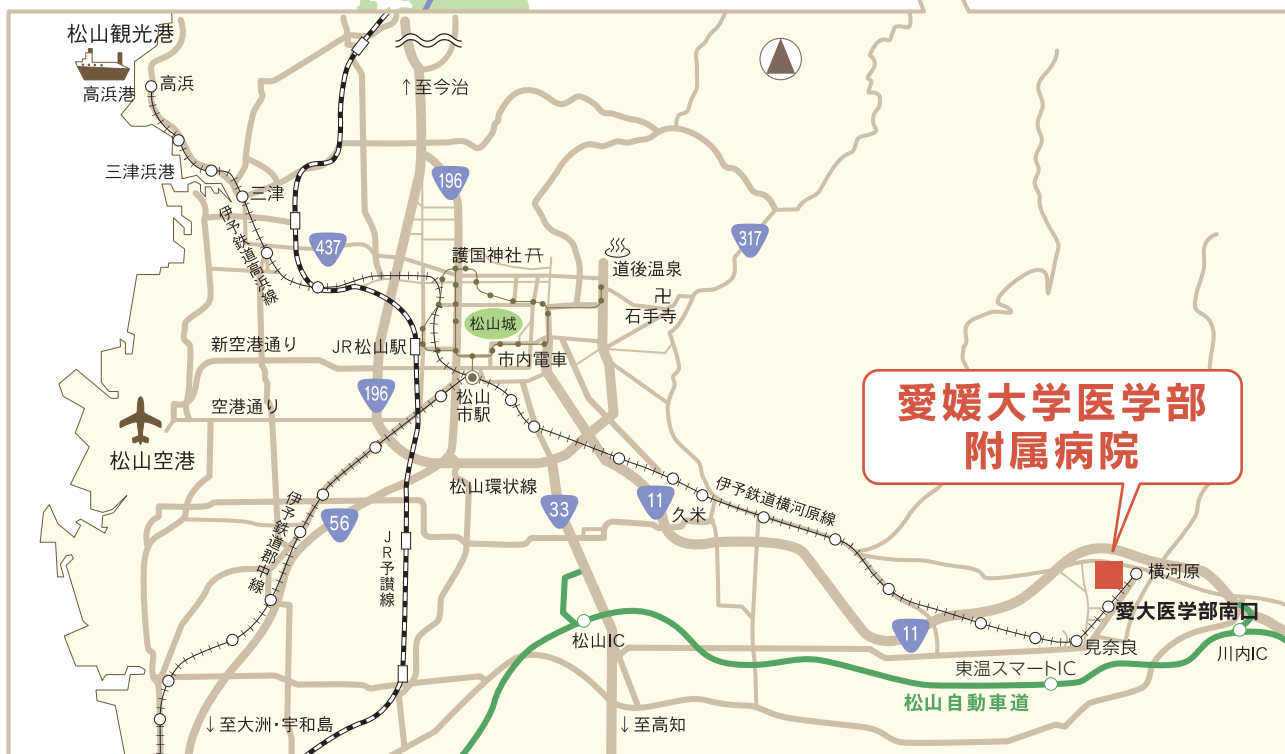 松山観光港
高浜
高浜港
↑至今治
三津浜港
三津
196
伊予鉄道高浜線
437
317
護国神社
道後温泉
石手寺
松山城
新空港通り
JR松山駅
市内電車
196
空港通り
松山
市駅
愛媛大学医学部
附属病院
松山空港
松山環状線
伊予鉄道横河原線
11
33
久米
56
伊予鉄道郡中線
JR予讃線
横河原
愛大医学部南口
松山IC
11
見奈良
川内IC
東温スマートIC
松山自動車道
↓至大洲・宇和島
↓至高知